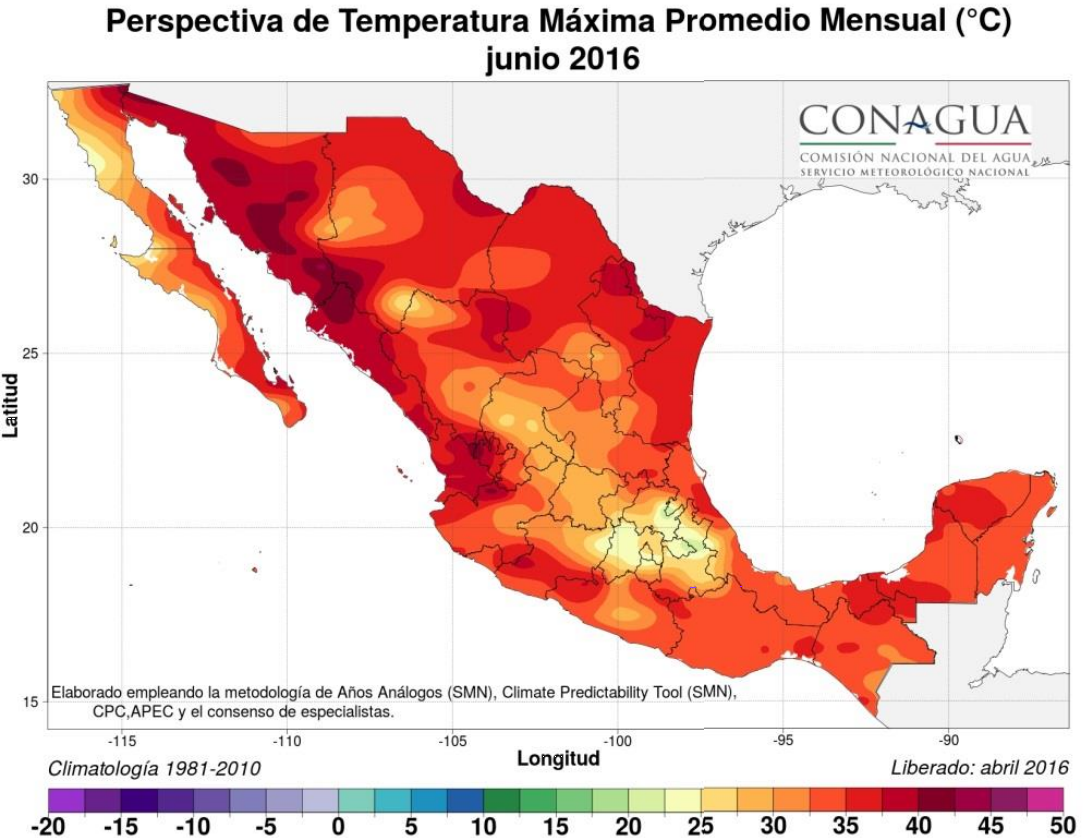 Perspectiva de Temperatura Máxima Promedio Mensual (°C)
junio 2016
CONAGUA
COMISIÓN NACIONAL DEL AGUA
SERVICIO METEOROLÓGICO NACIONAL
30
25
20
15
Latitud
Elaborado empleando la metodología de Años Análogos (SMN), Climate Predictability Tool (SMN),
CPC,APEC y el consenso de especialistas.
-115 -110 -105 -100 -95 -90
Longitud
Climatología 1981-2010
Liberado: abril 2016
-20 -15 -10 -5 0 5 10 15 20 25 30 35 40 45 50